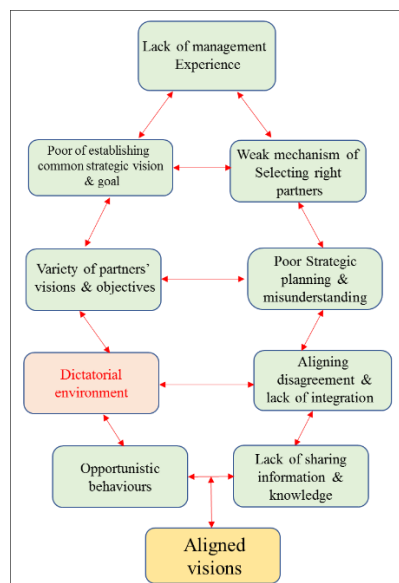 Lack of management
Experience
Poor of establishing
common strategic vision
& goal
Weak mechanism of
Selecting right
partners
Variety of partners'
visions & objectives
Poor Strategic
planning &
misunderstanding
Dictatorial
environment
Aligning
disagreement &
lack of integration
Opportunistic
behaviours
Lack of sharing
information &
knowledge
Aligned
visions